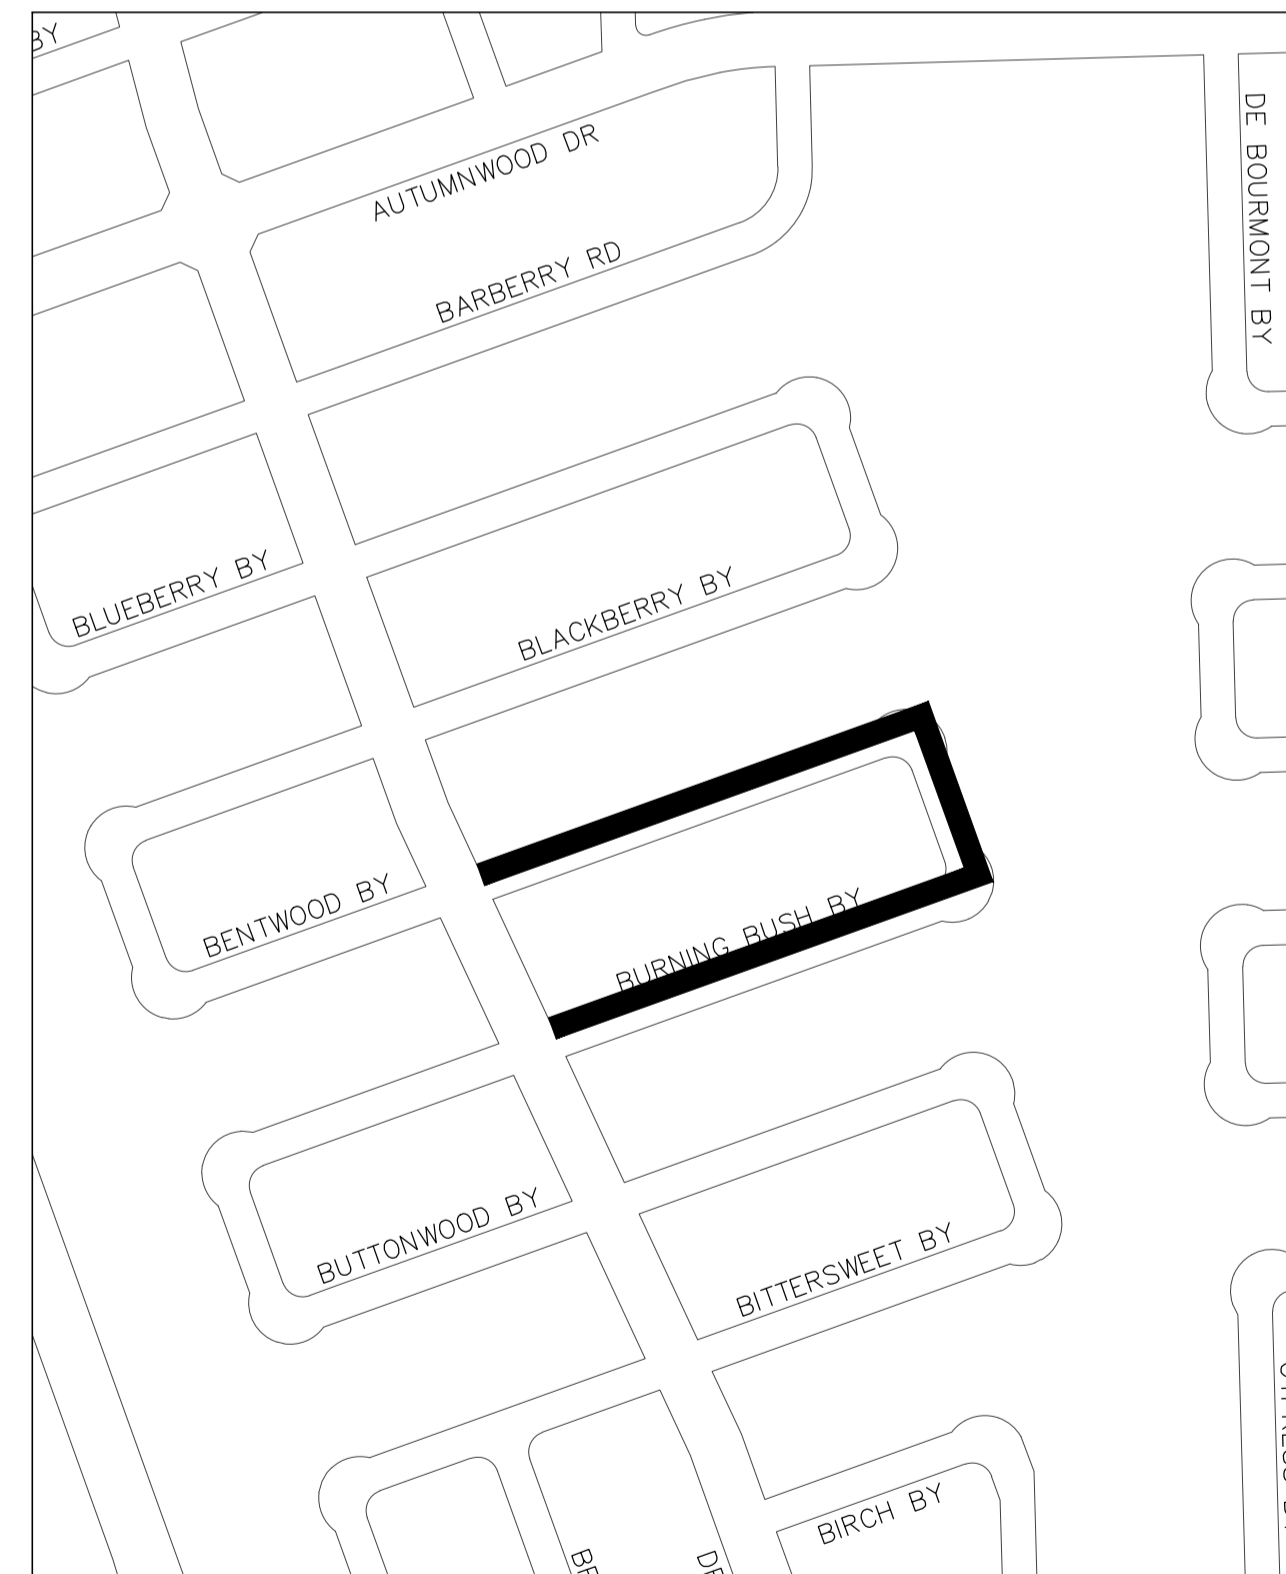 BY
AUTUMNWOOD DR
DE BOURMONT BY
BARBERRY RD
BLUEBERRY BY
BLACKBERRY BY
BENTWOOD BY
BURNING BUSH BY
BUTTONWOOD BY
BITTERSWEET BY
BIRCH BY